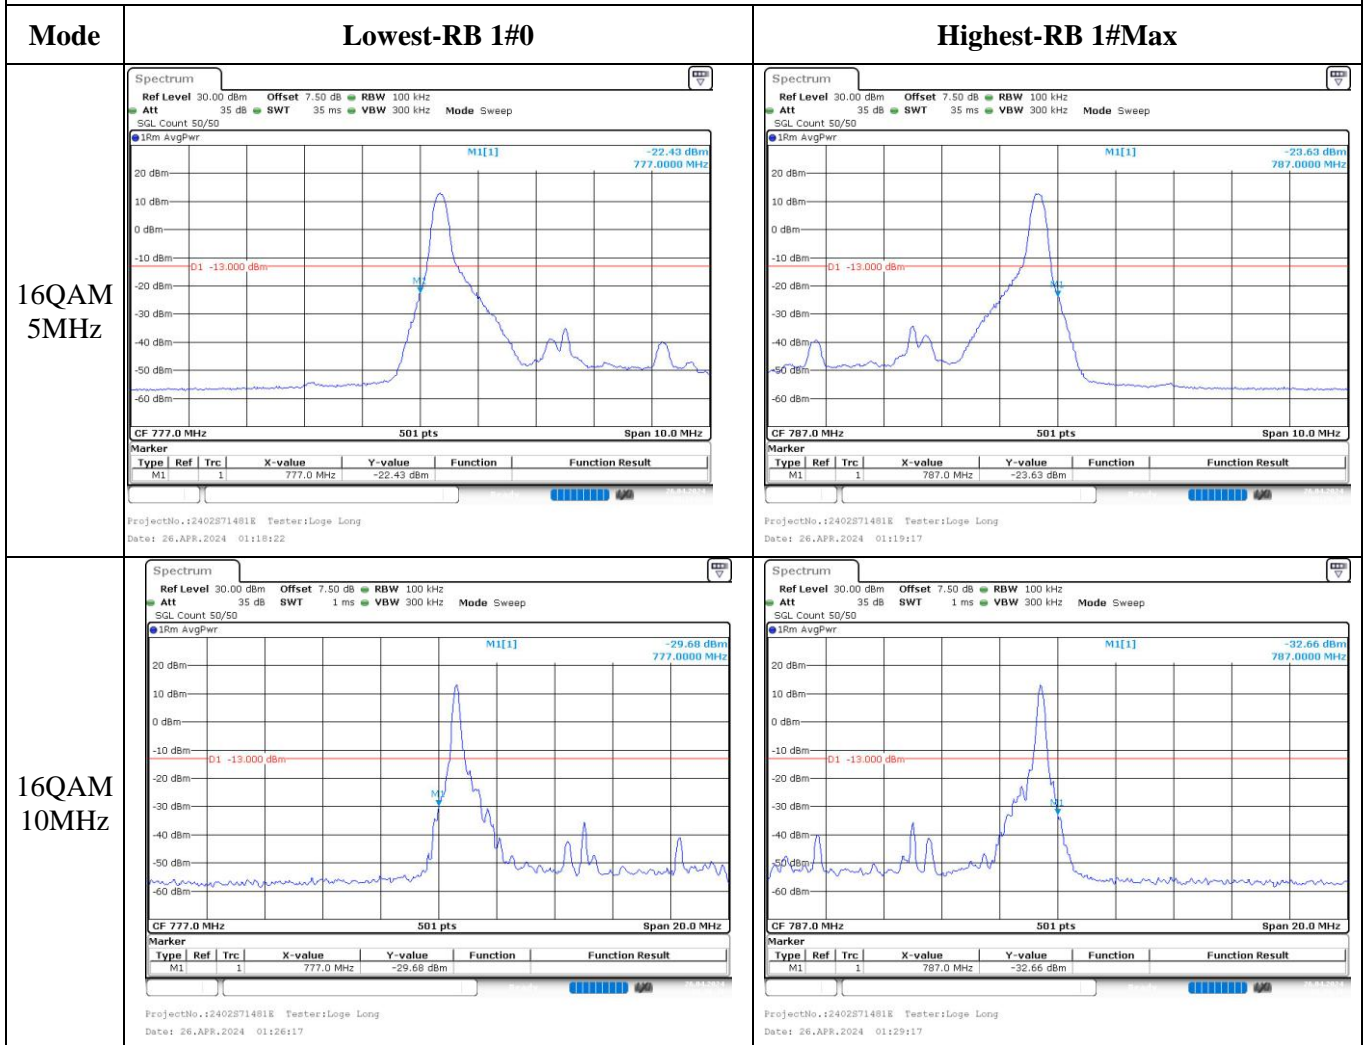 Mode Lowest-RB 1#0 Highest-RB 1#Max
16QAM
5MHz
Spectrum
Ref Level 30.00 dBm Offset 7.50 dB RBW 100 kHz
Att 35 dB SWT 35 ms VBW 300 kHz Mode Sweep
SGL Count 50/50
1Rm AvgPwr
M1[1] -22.43 dBm
777.0000 MHz
20 dBm
10 dBm
0 dBm
-10 dBm
D1 -13.000 dBm
M1
-20 dBm
-30 dBm
-40 dBm
-50 dBm
-60 dBm
CF 777.0 MHz 501 pts Span 10.0 MHz
Marker
Type Ref Trc X-value Y-value Function Function Result
M1 1 777.0 MHz -22.43 dBm
ProjectNo.:2402S71481E Tester:Loge Long
Date: 26.APR.2024 01:18:22
Spectrum
Ref Level 30.00 dBm Offset 7.50 dB RBW 100 kHz
Att 35 dB SWT 35 ms VBW 300 kHz Mode Sweep
SGL Count 50/50
1Rm AvgPwr
M1[1] -23.63 dBm
787.0000 MHz
20 dBm
10 dBm
0 dBm
-10 dBm
D1 -13.000 dBm
-20 dBm
M1
-30 dBm
-40 dBm
-50 dBm
-60 dBm
CF 787.0 MHz 501 pts Span 10.0 MHz
Marker
Type Ref Trc X-value Y-value Function Function Result
M1 1 787.0 MHz -23.63 dBm
ProjectNo.:2402S71481E Tester:Loge Long
Date: 26.APR.2024 01:19:17
16QAM
10MHz
Spectrum
Ref Level 30.00 dBm Offset 7.50 dB RBW 100 kHz
Att 35 dB SWT 1 ms VBW 300 kHz Mode Sweep
SGL Count 50/50
1Rm AvgPwr
M1[1] -29.68 dBm
777.0000 MHz
20 dBm
10 dBm
0 dBm
-10 dBm
D1 -13.000 dBm
-20 dBm
M1
-30 dBm
-40 dBm
-50 dBm
-60 dBm
CF 777.0 MHz 501 pts Span 20.0 MHz
Marker
Type Ref Trc X-value Y-value Function Function Result
M1 1 777.0 MHz -29.68 dBm
ProjectNo.:2402S71481E Tester:Loge Long
Date: 26.APR.2024 01:26:17
Spectrum
Ref Level 30.00 dBm Offset 7.50 dB RBW 100 kHz
Att 35 dB SWT 1 ms VBW 300 kHz Mode Sweep
SGL Count 50/50
1Rm AvgPwr
M1[1] -32.66 dBm
787.0000 MHz
20 dBm
10 dBm
0 dBm
-10 dBm
D1 -13.000 dBm
-20 dBm
-30 dBm
M1
-40 dBm
-50 dBm
-60 dBm
CF 787.0 MHz 501 pts Span 20.0 MHz
Marker
Type Ref Trc X-value Y-value Function Function Result
M1 1 787.0 MHz -32.66 dBm
ProjectNo.:2402S71481E Tester:Loge Long
Date: 26.APR.2024 01:29:17